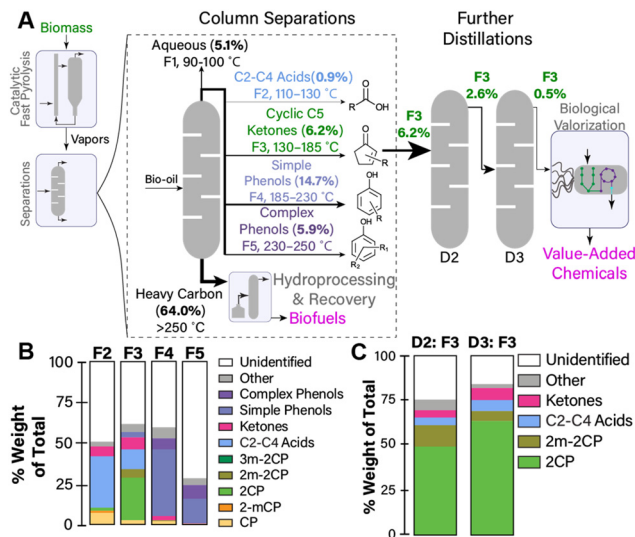 A
Biomass
Catalytic
Fast Pyrolysis
Vapors
Separations
Column Separations
Aqueous (5.1%)
F1, 90-100 °C
C2-C4 Acids(0.9%)
F2, 110-130 °C
Cyclic C5
Ketones (6.2%)
F3, 130-185 °C
Simple
Phenols (14.7%)
F4, 185-230 °C
Complex
Phenols (5.9%)
F5, 230-250 °C
Bio-oil
Heavy Carbon
(64.0%)
>250 °C
Hydroprocessing
& Recovery
Biofuels
R
OH
O
O
R
OH
R
OH
R1
R2
Further
Distillations
F3
6.2%
F3
2.6%
F3
0.5%
D2
D3
Biological
Valorization
Value-Added
Chemicals
B
F2 F3 F4 F5
% Weight
of Total
100
75
50
25
0
Unidentified
Other
Complex Phenols
Simple Phenols
Ketones
C2-C4 Acids
3m-2CP
2m-2CP
2CP
2-mCP
CP
C
D2: F3 D3: F3
% Weight of Total
100
75
50
25
0
Unidentified
Other
Ketones
C2-C4 Acids
2m-2CP
2CP